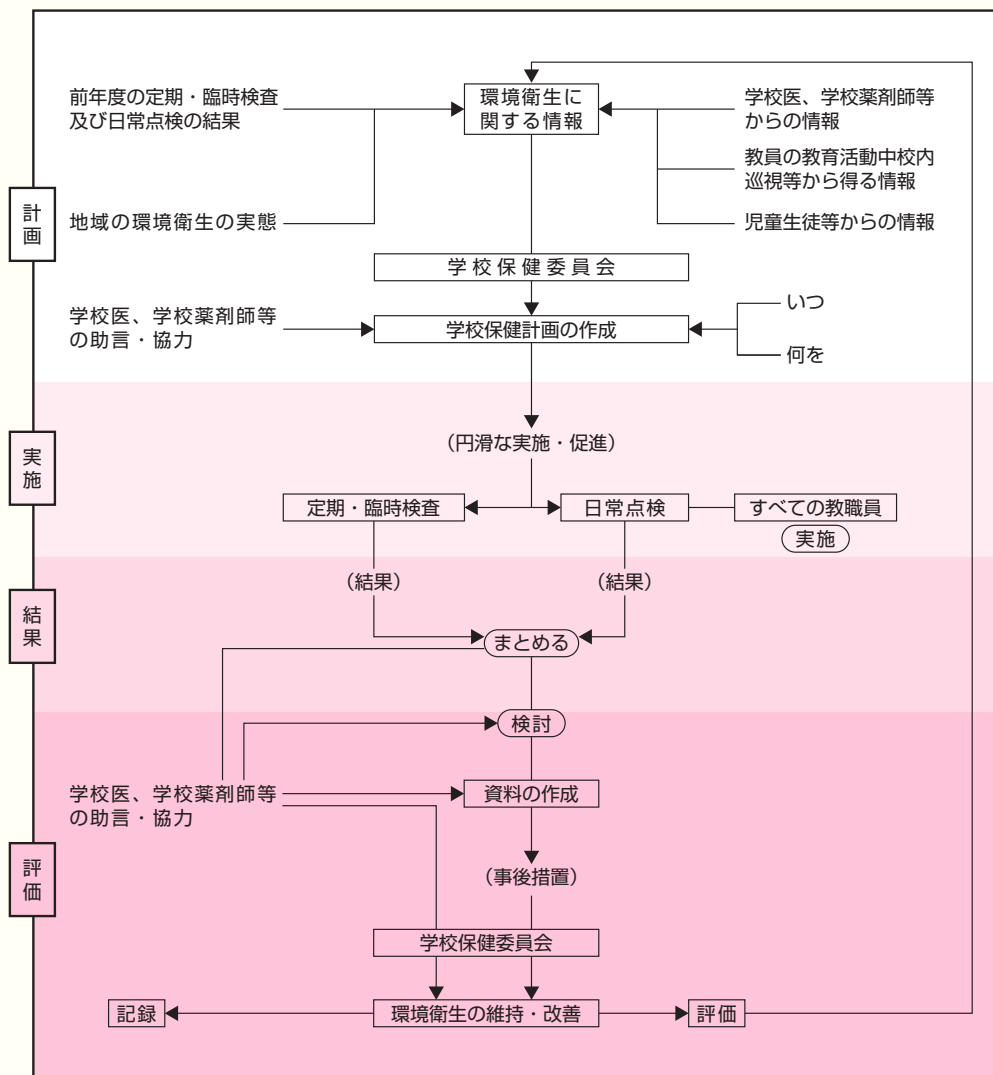 計画
前年度の定期・臨時検査
及び日常点検の結果
地域の環境衛生の実態
環境衛生に
関する情報
学校医、学校薬剤師等
からの情報
教員の教育活動中校内
巡視等から得る情報
児童生徒等からの情報
学校保健委員会
学校医、学校薬剤師等
の助言・協力
学校保健計画の作成
いつ
何を
実施
(円滑な実施・促進)
定期・臨時検査
日常点検
すべての教職員
実施
結果
(結果)
(結果)
まとめる
評価
検討
学校医、学校薬剤師等
の助言・協力
資料の作成
(事後措置)
学校保健委員会
記録
環境衛生の維持・改善
評価